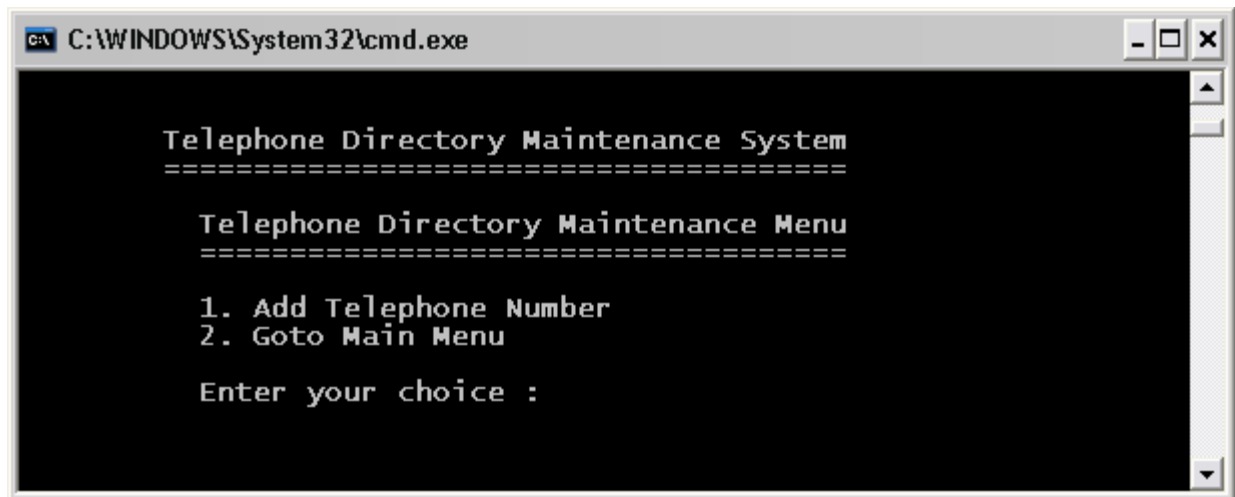 C:\WINDOWS\System32\cmd.exe
Telephone Directory Maintenance System
======================================
Telephone Directory Maintenance Menu
====================================
1. Add Telephone Number
2. Goto Main Menu
Enter your choice :